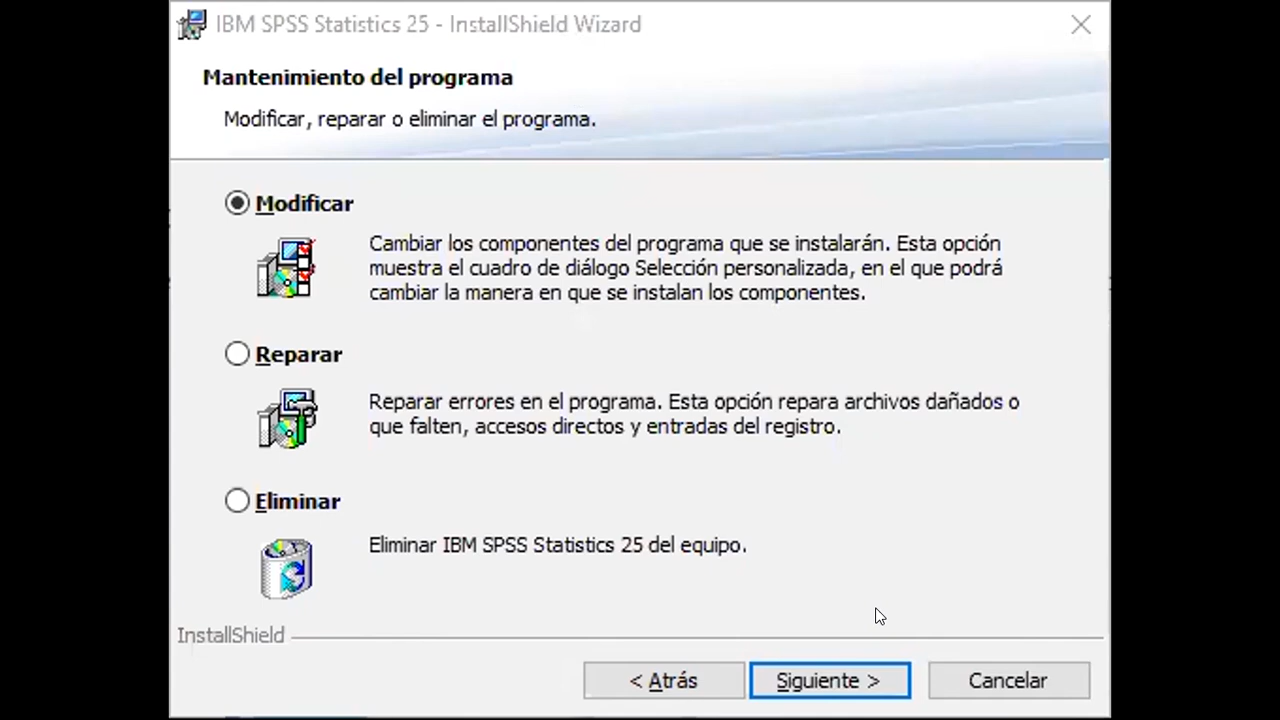 IBM SPSS Statistics 25 - InstallShield Wizard
Mantenimiento del programa
Modificar, reparar o eliminar el programa.
Modificar
Cambiar los componentes del programa que se instalarán. Esta opción
muestra el cuadro de diálogo Selección personalizada, en el que podrá
cambiar la manera en que se instalan los componentes.
Reparar
Reparar errores en el programa. Esta opción repara archivos dañados o
que falten, accesos directos y entradas del registro.
Eliminar
Eliminar IBM SPSS Statistics 25 del equipo.
InstallShield
< Atrás
Siguiente >
Cancelar